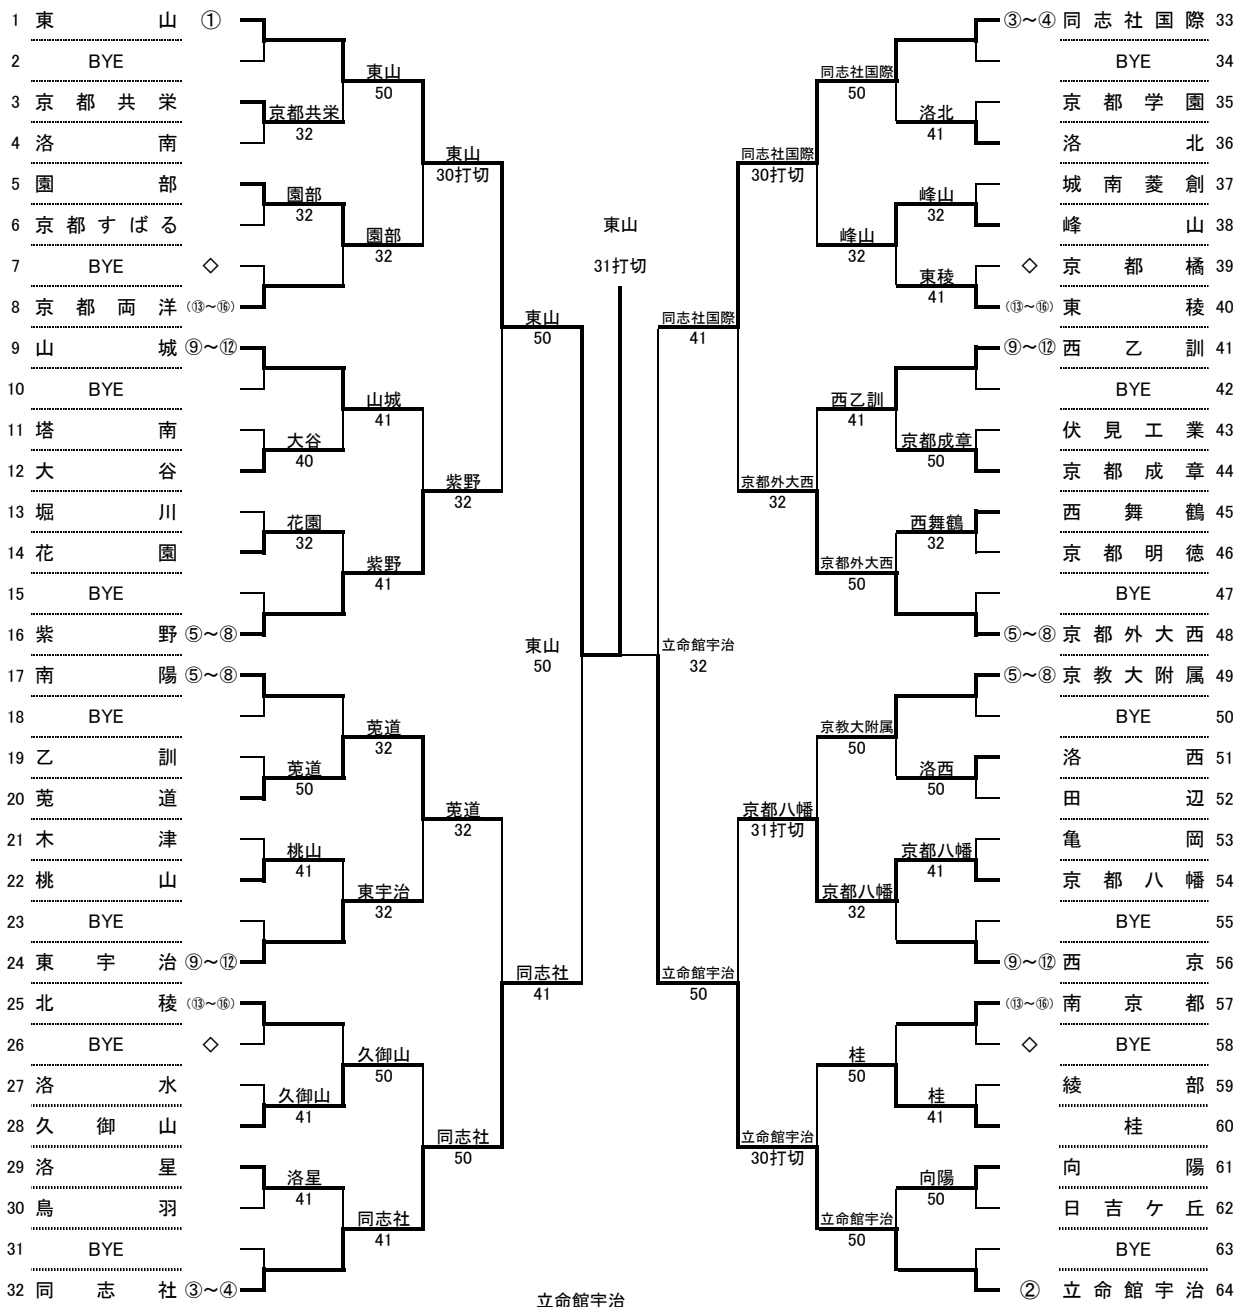 1 東山 ①
2 BYE
3 京都共栄
4 洛南
5 園部
6 京都すばる
7 BYE ◇
8 京都両洋 (⑬～⑯)
9 山城 ⑨～⑫
10 BYE
11 塔南
12 大谷
13 堀川
14 花園
15 BYE
16 紫野 ⑤～⑧
17 南陽 ⑤～⑧
18 BYE
19 乙訓
20 莵道
21 木津
22 桃山
23 BYE
24 東宇治 ⑨～⑫
25 北稜 (⑬～⑯)
26 BYE ◇
27 洛水
28 久御山
29 洛星
30 鳥羽
31 BYE
32 同志社 ③～④
京都共栄
32
園部
32
大谷
40
花園
32
莵道
50
桃山
41
久御山
41
洛星
41
東山
50
園部
32
山城
41
紫野
41
莵道
32
東宇治
32
久御山
50
同志社
41
東山
30打切
紫野
32
莵道
32
同志社
50
東山
50
同志社
41
東山
50
東山
31打切
立命館宇治
32
立命館宇治
同志社国際
41
立命館宇治
50
同志社国際
30打切
京都外大西
32
京都八幡
31打切
立命館宇治
30打切
同志社国際
50
峰山
32
西乙訓
41
京都外大西
50
京教大附属
50
京都八幡
32
桂
50
立命館宇治
50
洛北
41
峰山
32
東稜
41
京都成章
50
西舞鶴
32
洛西
50
京都八幡
41
桂
41
向陽
50
③～④ 同志社国際 33
BYE 34
京都学園 35
洛北 36
城南菱創 37
峰山 38
◇ 京都橘 39
(⑬～⑯) 東稜 40
⑨～⑫ 西乙訓 41
BYE 42
伏見工業 43
京都成章 44
西舞鶴 45
京都明徳 46
BYE 47
⑤～⑧ 京都外大西 48
⑤～⑧ 京教大附属 49
BYE 50
洛西 51
田辺 52
亀岡 53
京都八幡 54
BYE 55
⑨～⑫ 西京 56
(⑬～⑯) 南京都 57
◇ BYE 58
綾部 59
桂 60
向陽 61
日吉ケ丘 62
BYE 63
② 立命館宇治 64